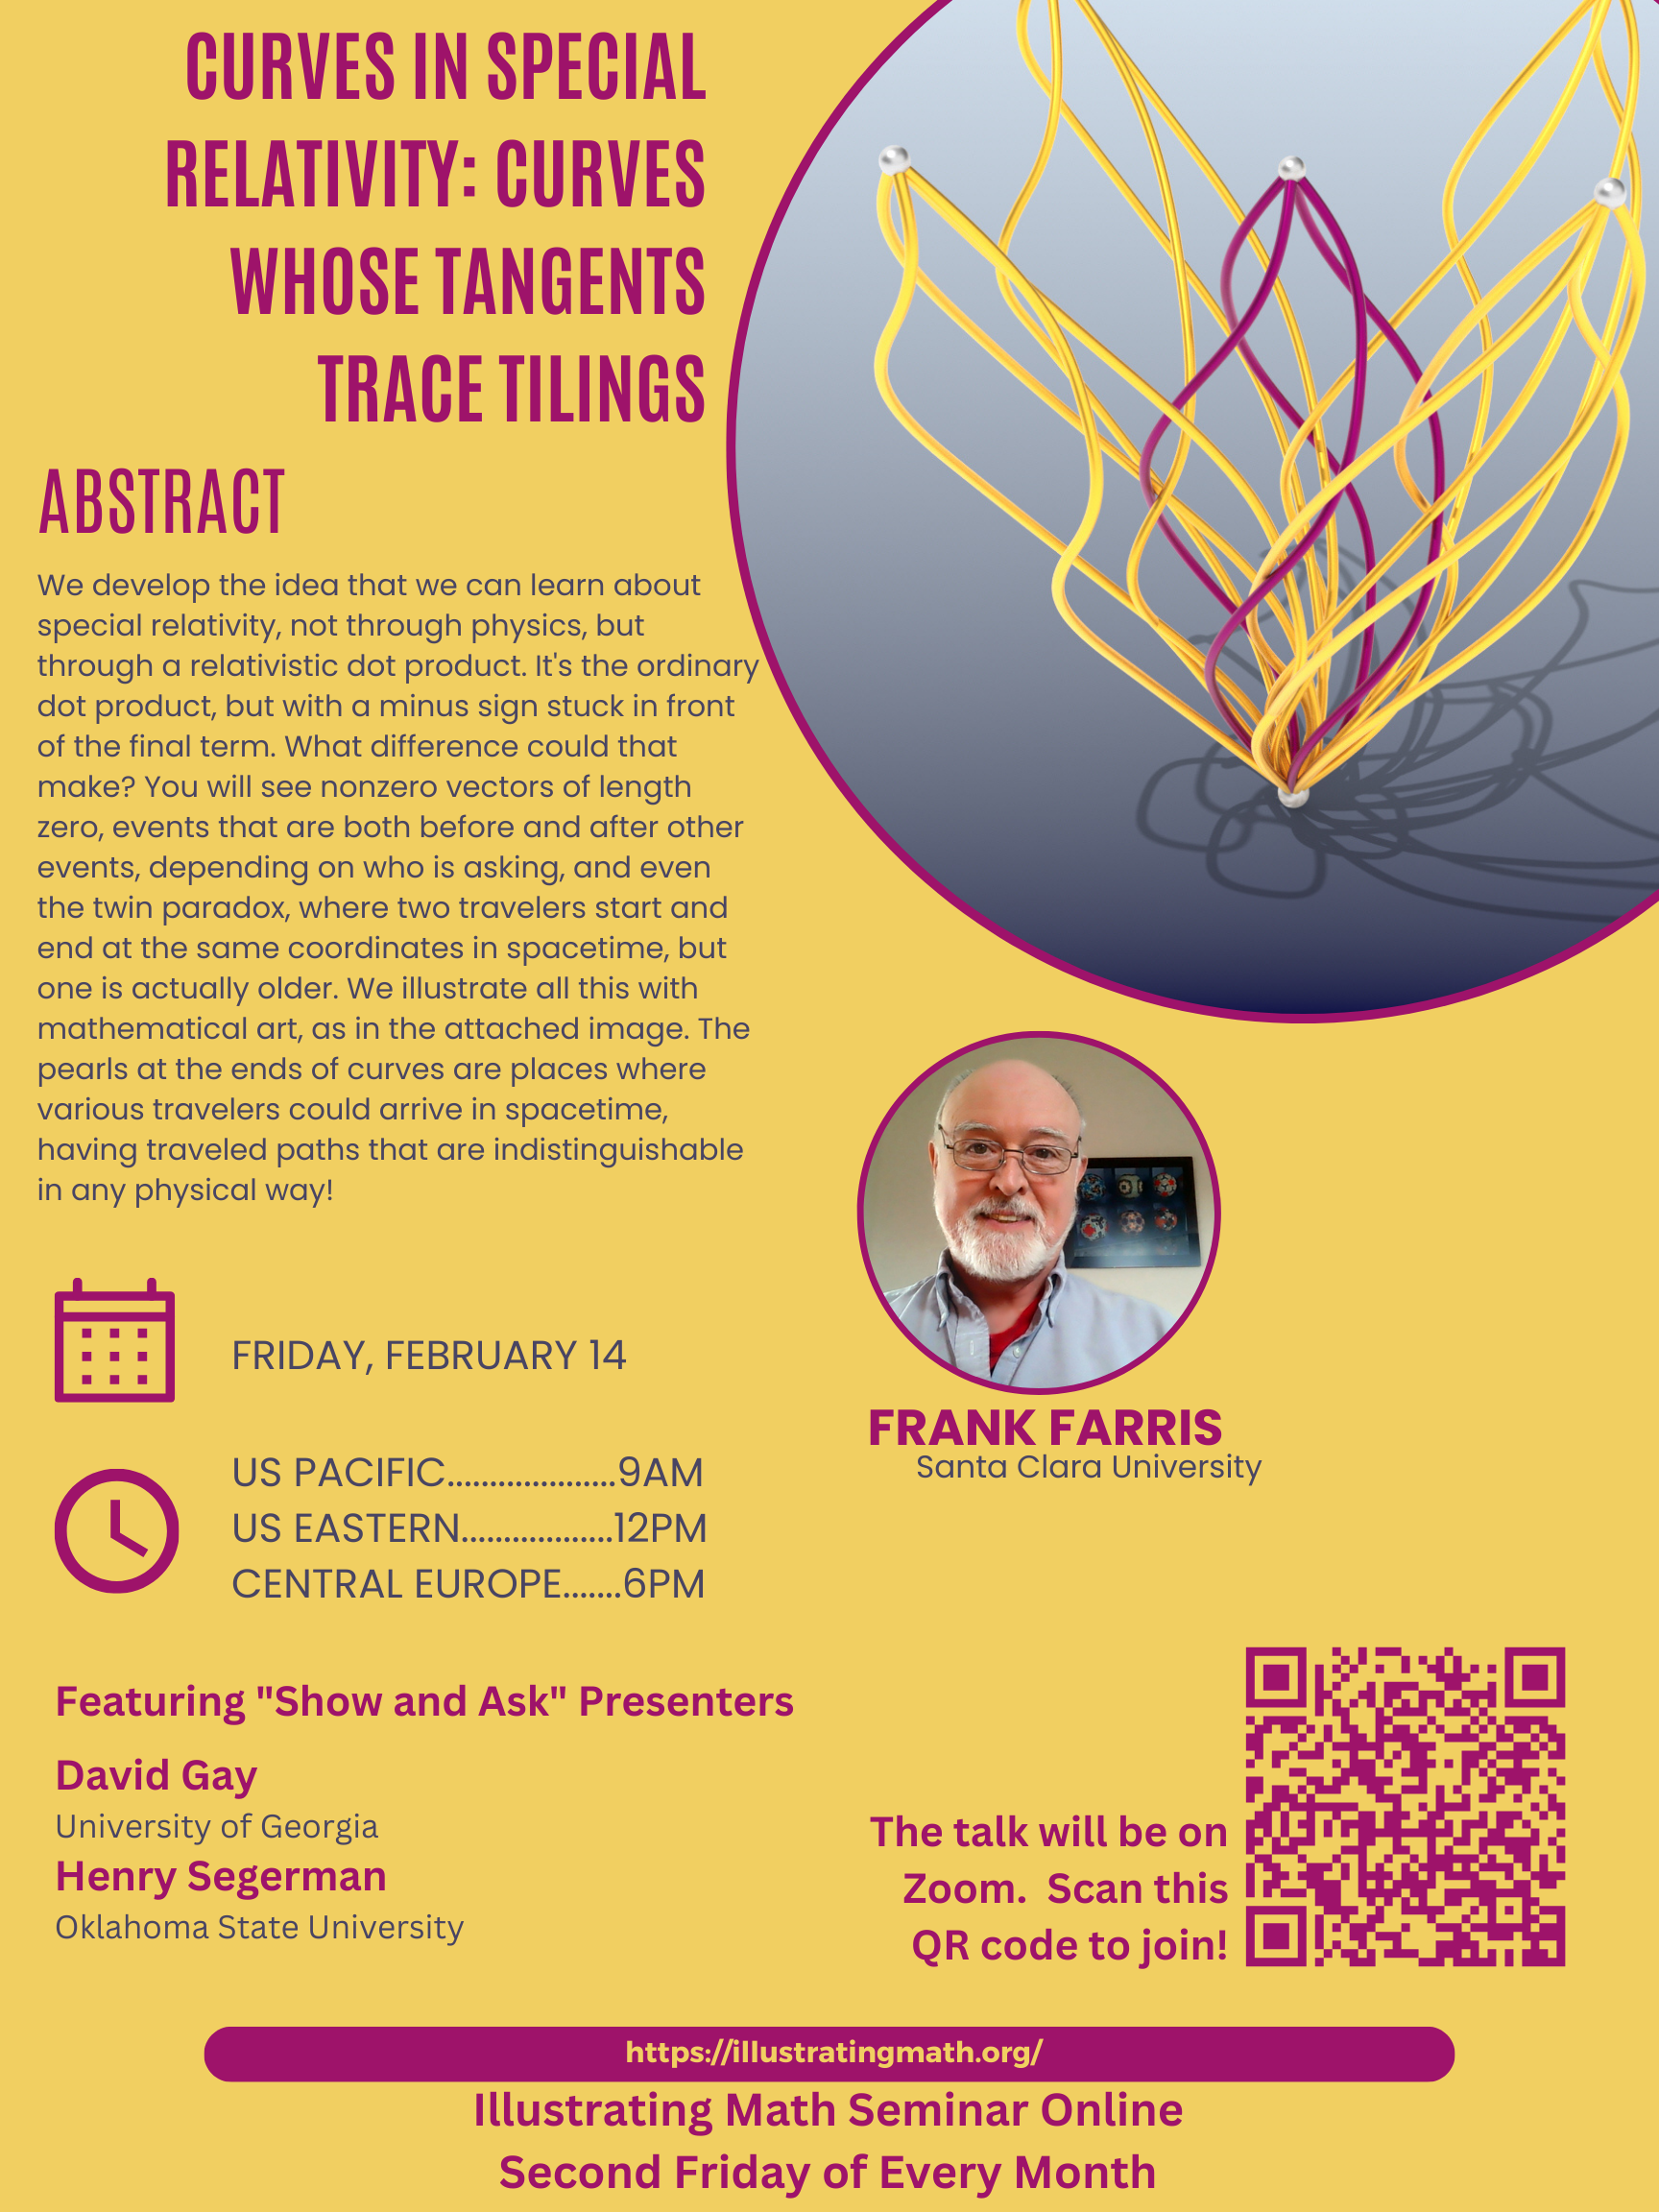 CURVES IN SPECIAL
RELATIVITY: CURVES
WHOSE TANGENTS
TRACE TILINGS
ABSTRACT
We develop the idea that we can learn about
special relativity, not through physics, but
through a relativistic dot product. It's the ordinary
dot product, but with a minus sign stuck in front
of the final term. What difference could that
make? You will see nonzero vectors of length
zero, events that are both before and after other
events, depending on who is asking, and even
the twin paradox, where two travelers start and
end at the same coordinates in spacetime, but
one is actually older. We illustrate all this with
mathematical art, as in the attached image. The
pearls at the ends of curves are places where
various travelers could arrive in spacetime,
having traveled paths that are indistinguishable
in any physical way!
FRIDAY, FEBRUARY 14
US PACIFIC....................9AM
US EASTERN..................12PM
CENTRAL EUROPE.......6PM
FRANK FARRIS
Santa Clara University
Featuring "Show and Ask" Presenters
David Gay
University of Georgia
Henry Segerman
Oklahoma State University
The talk will be on
Zoom.  Scan this
QR code to join!
https://illustratingmath.org/
Illustrating Math Seminar Online
Second Friday of Every Month